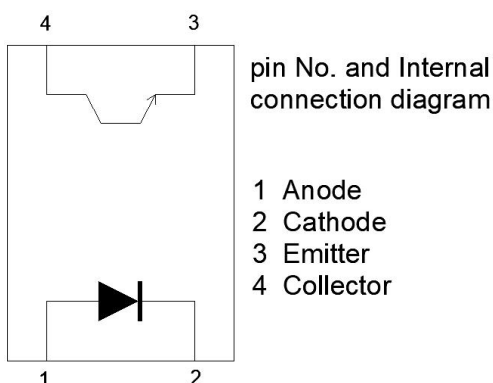 4 3
pin No. and Internal
connection diagram
1 Anode
2 Cathode
3 Emitter
4 Collector
1 2